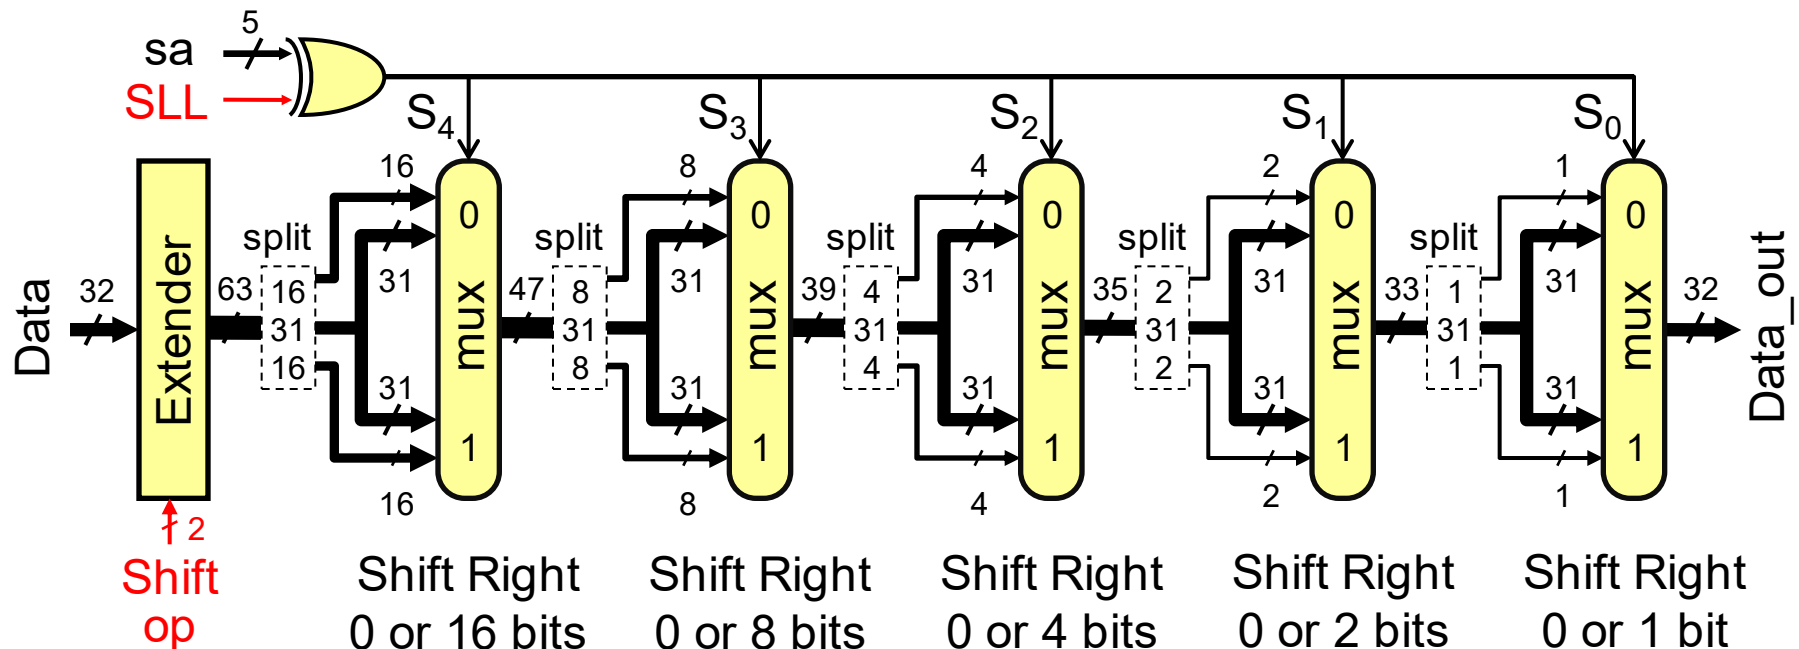 sa
5
SLL
S4
S3
S2
S1
S0
Data
32
Extender
2
Shift
op
63
split
16
31
16
16
31
31
16
0
mux
1
47
split
8
31
8
8
31
31
8
0
mux
1
39
split
4
31
4
4
31
31
4
0
mux
1
35
split
2
31
2
2
31
31
2
0
mux
1
33
split
1
31
1
1
31
31
1
0
mux
1
32
Data_out
Shift Right
0 or 16 bits
Shift Right
0 or 8 bits
Shift Right
0 or 4 bits
Shift Right
0 or 2 bits
Shift Right
0 or 1 bit